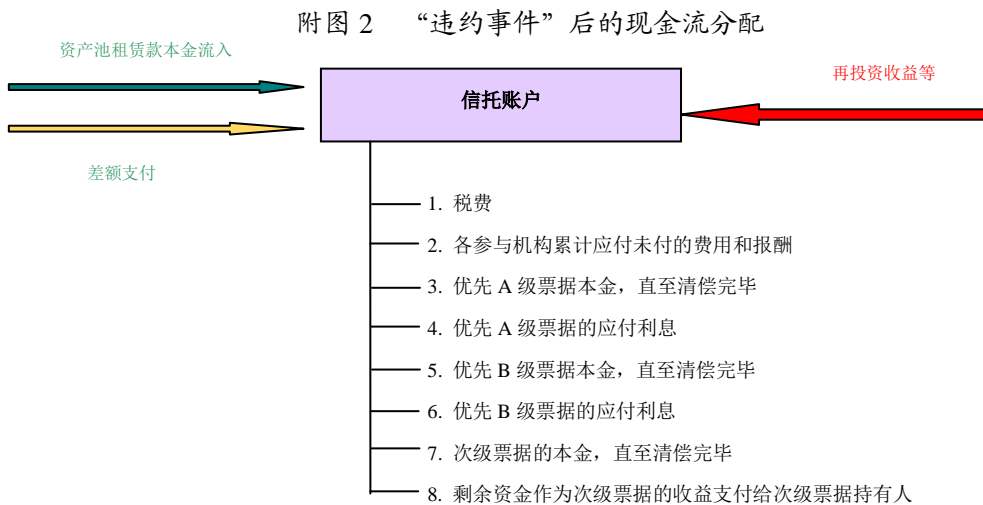 附图 2 “违约事件”后的现金流分配
资产池租赁款本金流入
再投资收益等
信托账户
差额支付
1. 税费
2. 各参与机构累计应付未付的费用和报酬
3. 优先 A 级票据本金，直至清偿完毕
4. 优先 A 级票据的应付利息
5. 优先 B 级票据本金，直至清偿完毕
6. 优先 B 级票据的应付利息
7. 次级票据的本金，直至清偿完毕
8. 剩余资金作为次级票据的收益支付给次级票据持有人